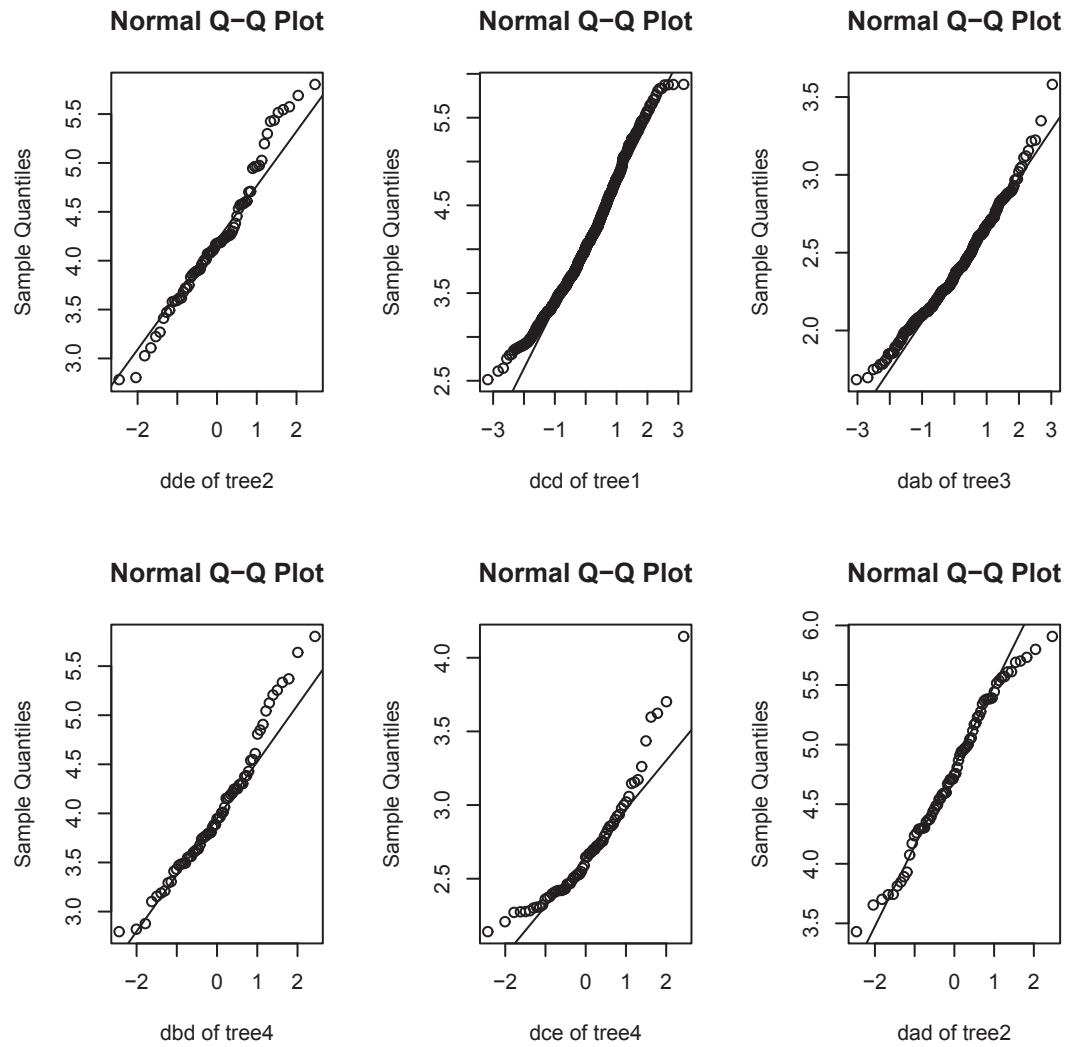 Normal Q−Q Plot
Sample Quantiles
3.0 3.5 4.0 4.5 5.0 5.5
−2 0 1 2
dde of tree2
Normal Q−Q Plot
Sample Quantiles
2.5 3.5 4.5 5.5
−3 −1 1 2 3
dcd of tree1
Normal Q−Q Plot
Sample Quantiles
2.0 2.5 3.0 3.5
−3 −1 1 2 3
dab of tree3
Normal Q−Q Plot
Sample Quantiles
3.0 3.5 4.0 4.5 5.0 5.5
−2 0 1 2
dbd of tree4
Normal Q−Q Plot
Sample Quantiles
2.5 3.0 3.5 4.0
−2 0 1 2
dce of tree4
Normal Q−Q Plot
Sample Quantiles
3.5 4.0 4.5 5.0 5.5 6.0
−2 0 1 2
dad of tree2